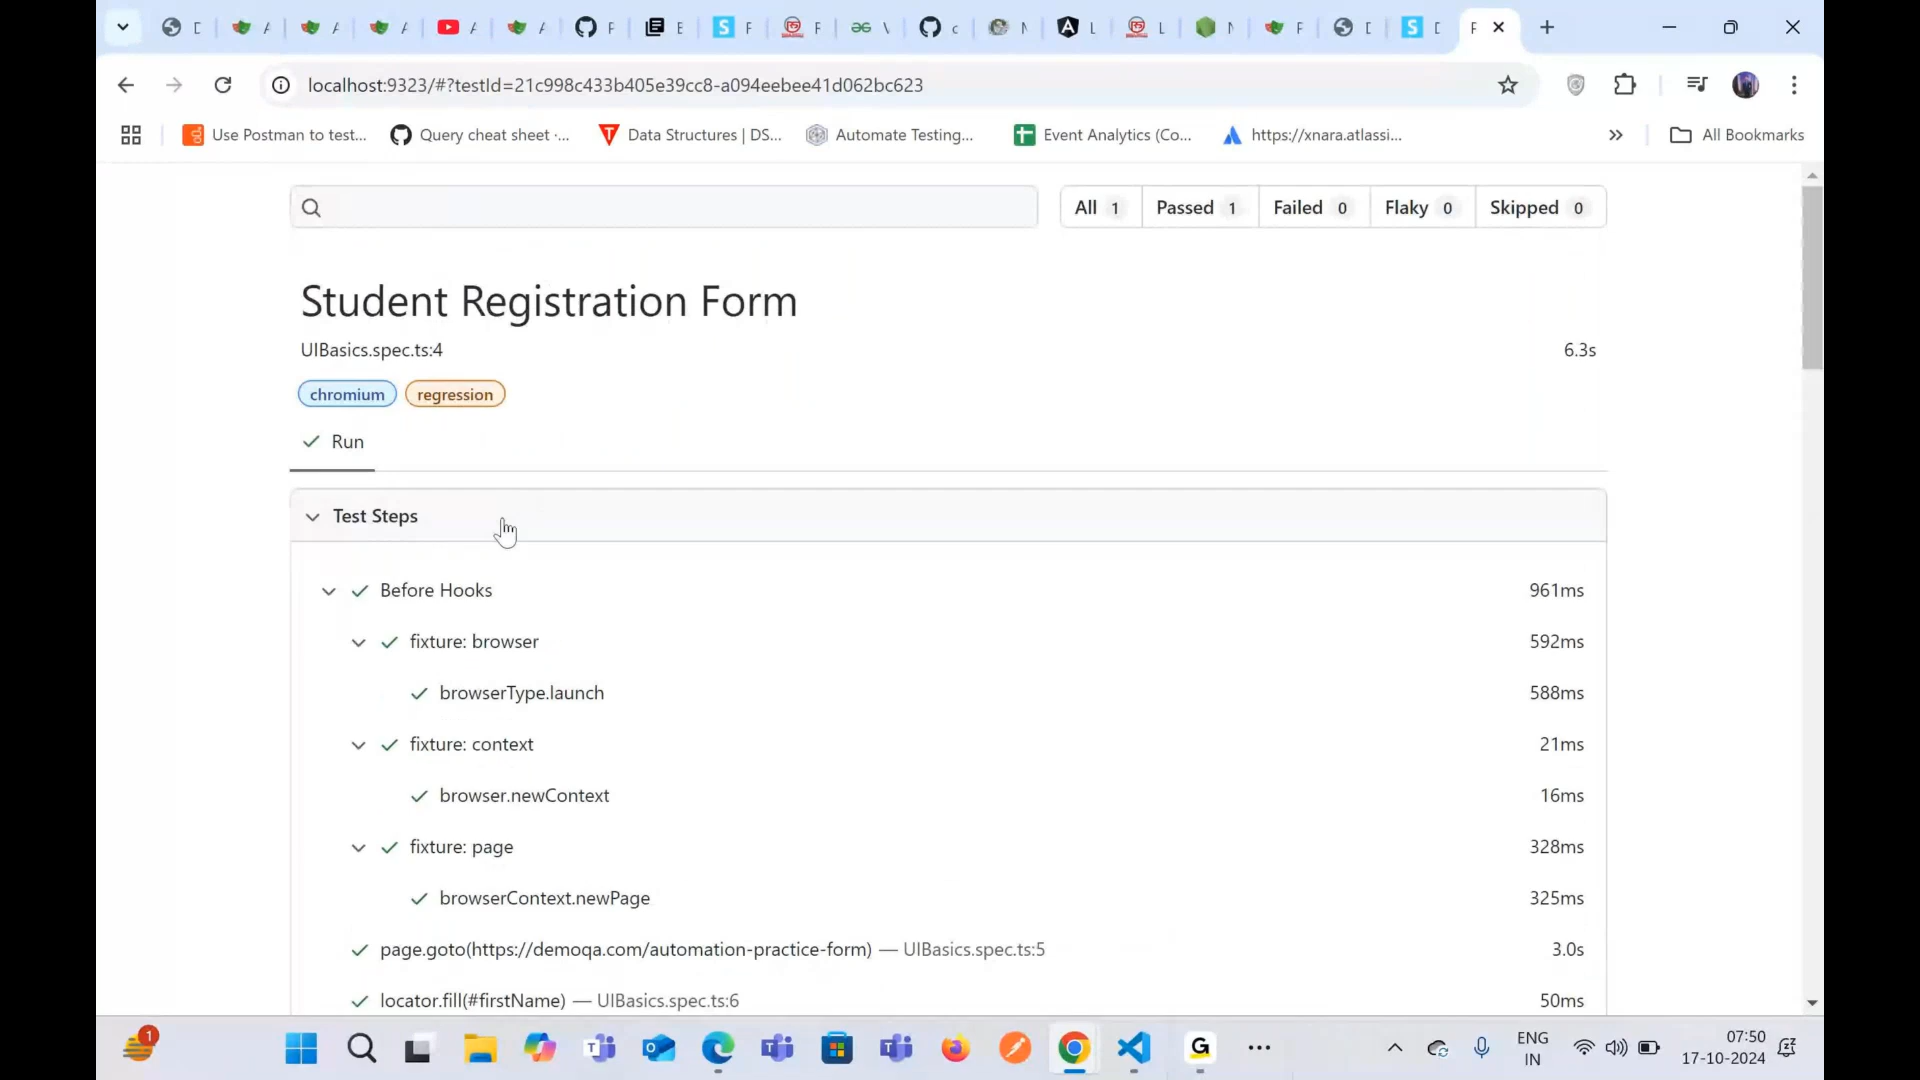 localhost:9323/#?testId=21c998c433b405e39cc8-a094eebee41d062bc623
Use Postman to test...
Query cheat sheet ·...
Data Structures | DS...
Automate Testing...
Event Analytics (Co...
https://xnara.atlassi...
All Bookmarks
All 1
Passed 1
Failed 0
Flaky 0
Skipped 0
Student Registration Form
UIBasics.spec.ts:4
6.3s
chromium
regression
Run
Test Steps
Before Hooks 961ms
fixture: browser 592ms
browserType.launch 588ms
fixture: context 21ms
browser.newContext 16ms
fixture: page 328ms
browserContext.newPage 325ms
page.goto(https://demoqa.com/automation-practice-form) — UIBasics.spec.ts:5 3.0s
locator.fill(#firstName) — UIBasics.spec.ts:6 50ms
1
ENG
IN
07:50
17-10-2024